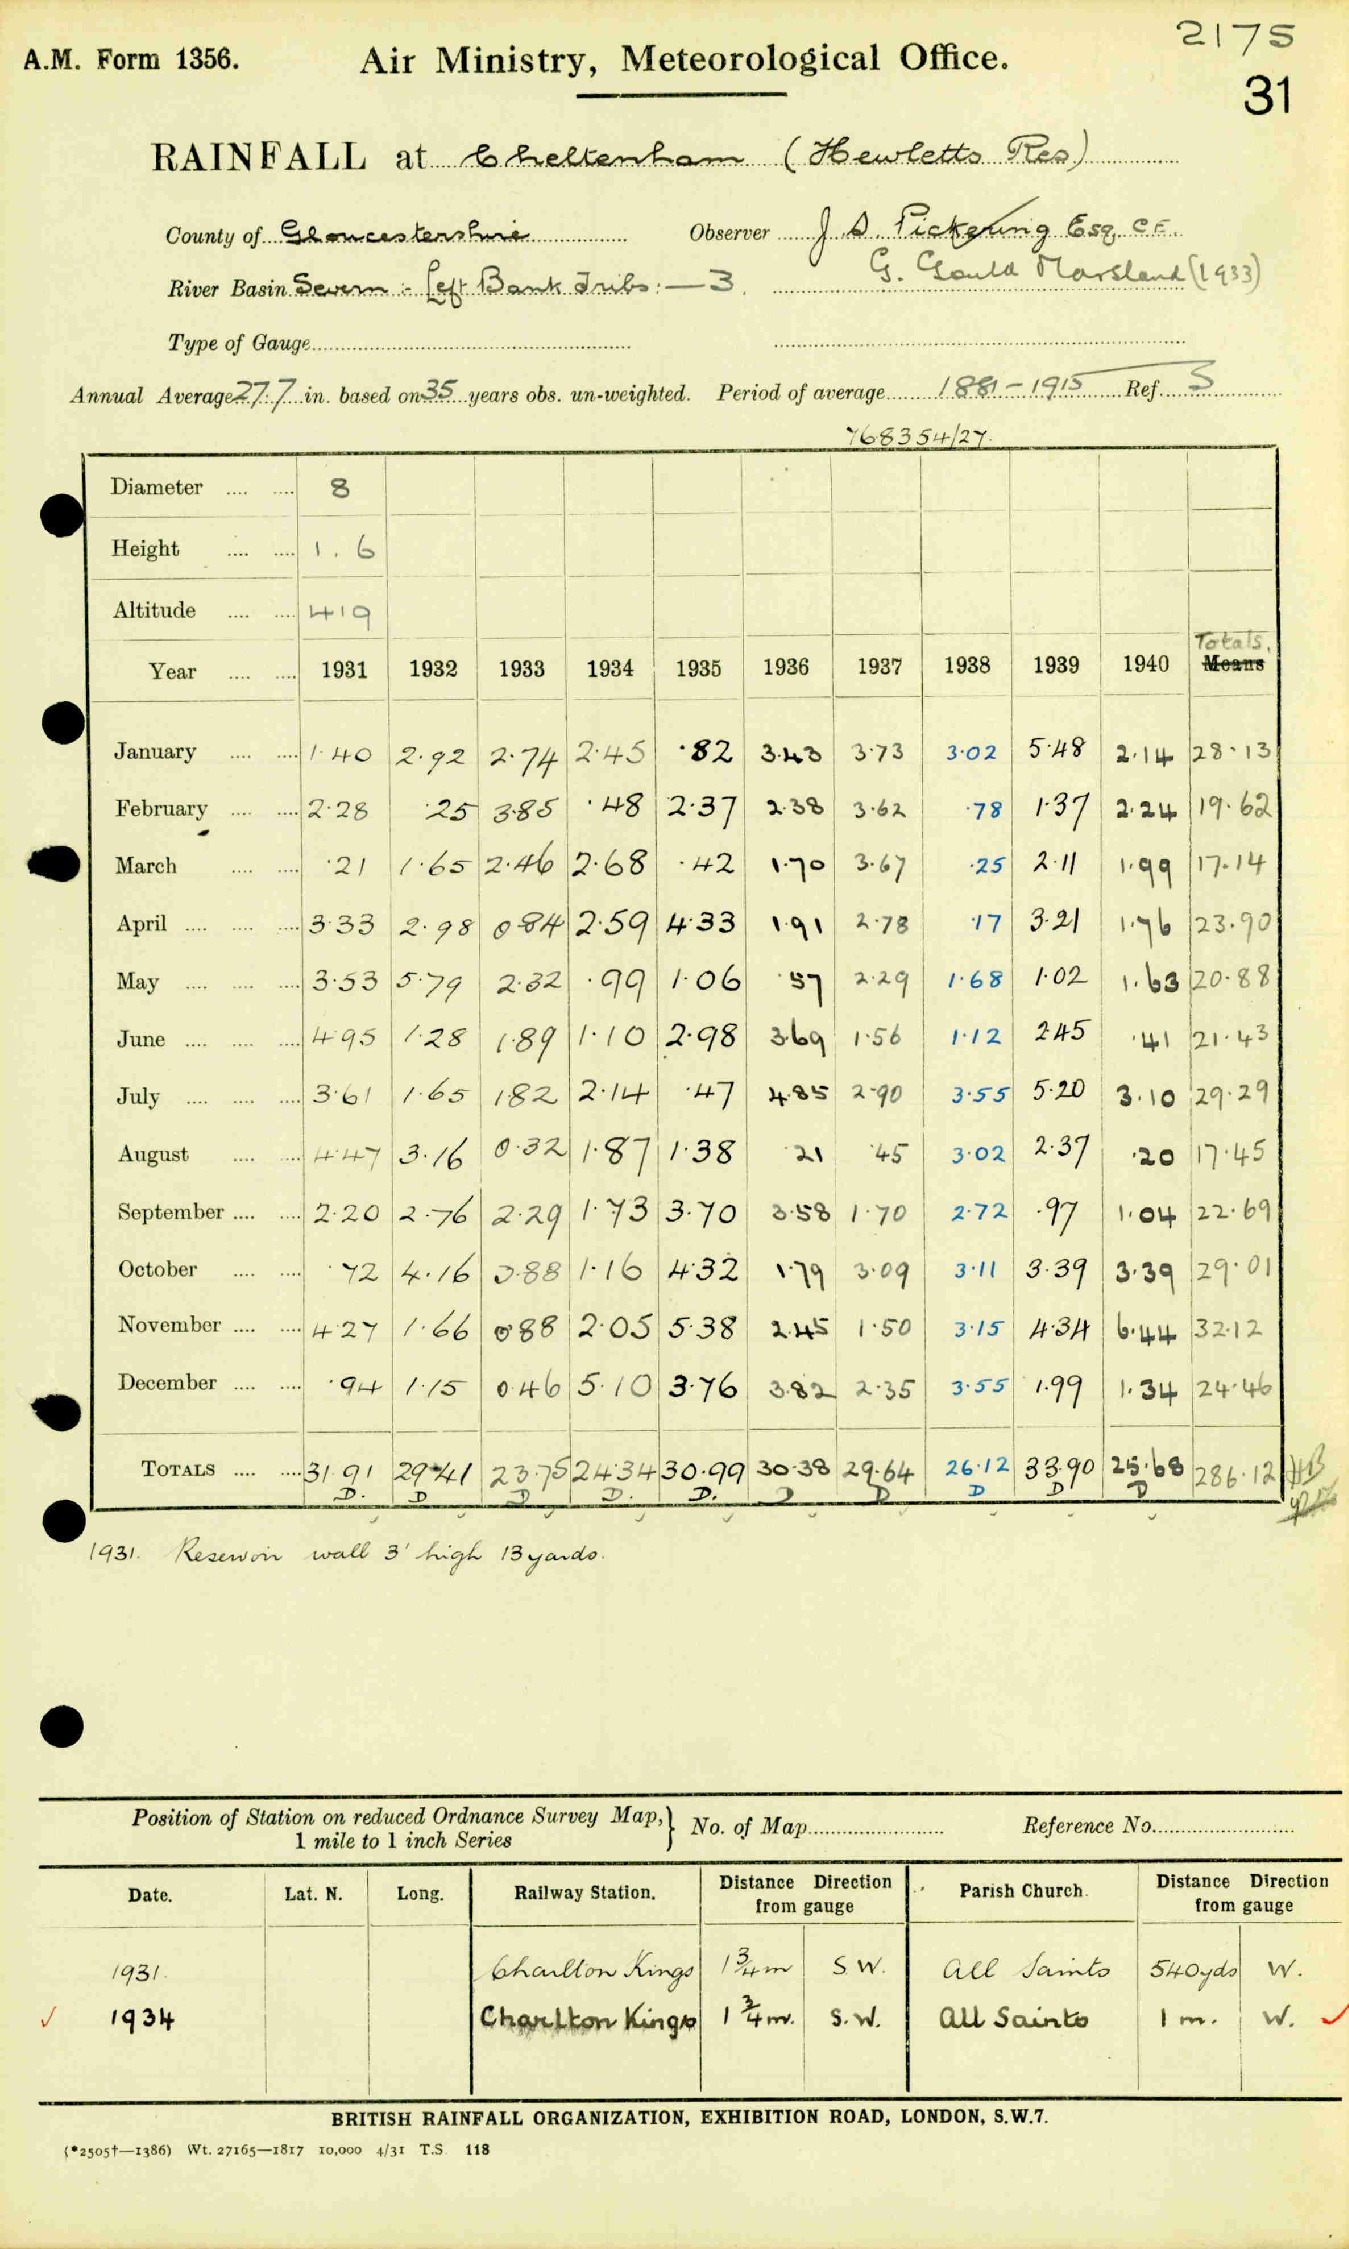 2175
31
A.M. Form 1356. Air Ministry, Meteorological Office.
RAINFALL at Cheltenham (Hewletts Res)
County of Gloucestershire Observer J. S. Pickering Esq. C.E.
River Basin Severn :- Left Bank Tribs :— 3. G. Gould Marsland (1933)
Type of Gauge
Annual Average 27.7 in. based on 35 years obs. un-weighted. Period of average 1881-1915 Ref. S
768354/27.
Diameter 8
Height 1.6
Altitude 419
Totals.
Year 1931 1932 1933 1934 1935 1936 1937 1938 1939 1940 Means
January 1.40 2.92 2.74 2.45 .82 3.43 3.73 3.02 5.48 2.14 28.13
February 2.28 .25 3.85 .48 2.37 2.38 3.62 .78 1.37 2.24 19.62
March .21 1.65 2.46 2.68 .42 1.70 3.67 .25 2.11 1.99 17.14
April 3.33 2.98 0.84 2.59 4.33 1.91 2.78 .17 3.21 1.76 23.90
May 3.53 5.79 2.32 .99 1.06 .57 2.29 1.68 1.02 1.63 20.88
June 4.95 1.28 1.89 1.10 2.98 3.69 1.56 1.12 2.45 .41 21.43
July 3.61 1.65 1.82 2.14 .47 4.85 2.90 3.55 5.20 3.10 29.29
August 4.47 3.16 0.32 1.87 1.38 .21 .45 3.02 2.37 .20 17.45
September 2.20 2.76 2.29 1.73 3.70 3.58 1.70 2.72 .97 1.04 22.69
October .72 4.16 3.88 1.16 4.32 1.79 3.09 3.11 3.39 3.39 29.01
November 4.27 1.66 0.88 2.05 5.38 2.45 1.50 3.15 4.34 6.44 32.12
December .94 1.15 0.46 5.10 3.76 3.82 2.35 3.55 1.99 1.34 24.46
TOTALS 31.91 29.41 23.75 24.34 30.99 30.38 29.64 26.12 33.90 25.68 286.12
D. D D D. D. D D D D D
1931. Reservoir wall 3' high 13 yards.
Position of Station on reduced Ordnance Survey Map, 1 mile to 1 inch Series } No. of Map Reference No.
Date. Lat. N. Long. Railway Station. Distance Direction from gauge Parish Church. Distance Direction from gauge
1931. Charlton Kings 1 3/4 m S.W. All Saints 540 yds W.
✓ 1934 Charlton Kings 1 3/4 m. S.W. All Saints 1 m. W. ✓
BRITISH RAINFALL ORGANIZATION, EXHIBITION ROAD, LONDON, S.W.7.
(*2505†—1386) Wt. 27165—1817 10,000 4/31 T.S. 118